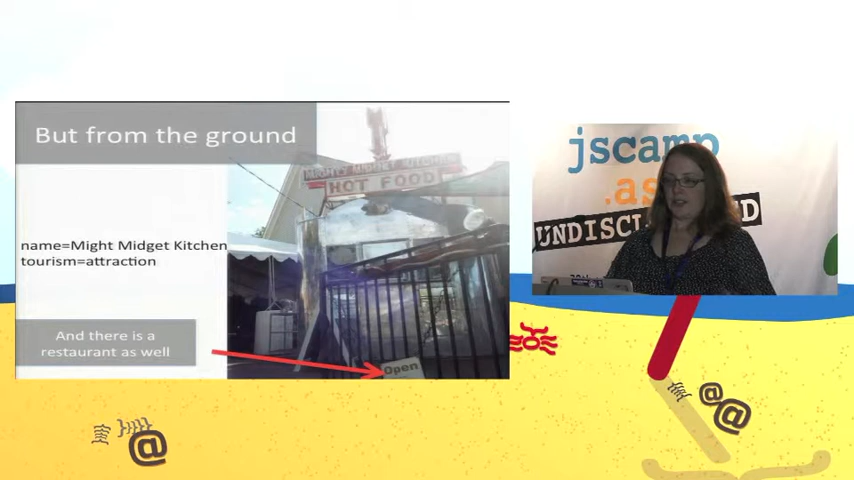 But from the ground
HOT FOOD
name=Might Midget Kitchen
tourism=attraction
And there is a
restaurant as well
Open
jscamp
.as
UNDISCL
D
@
@
@